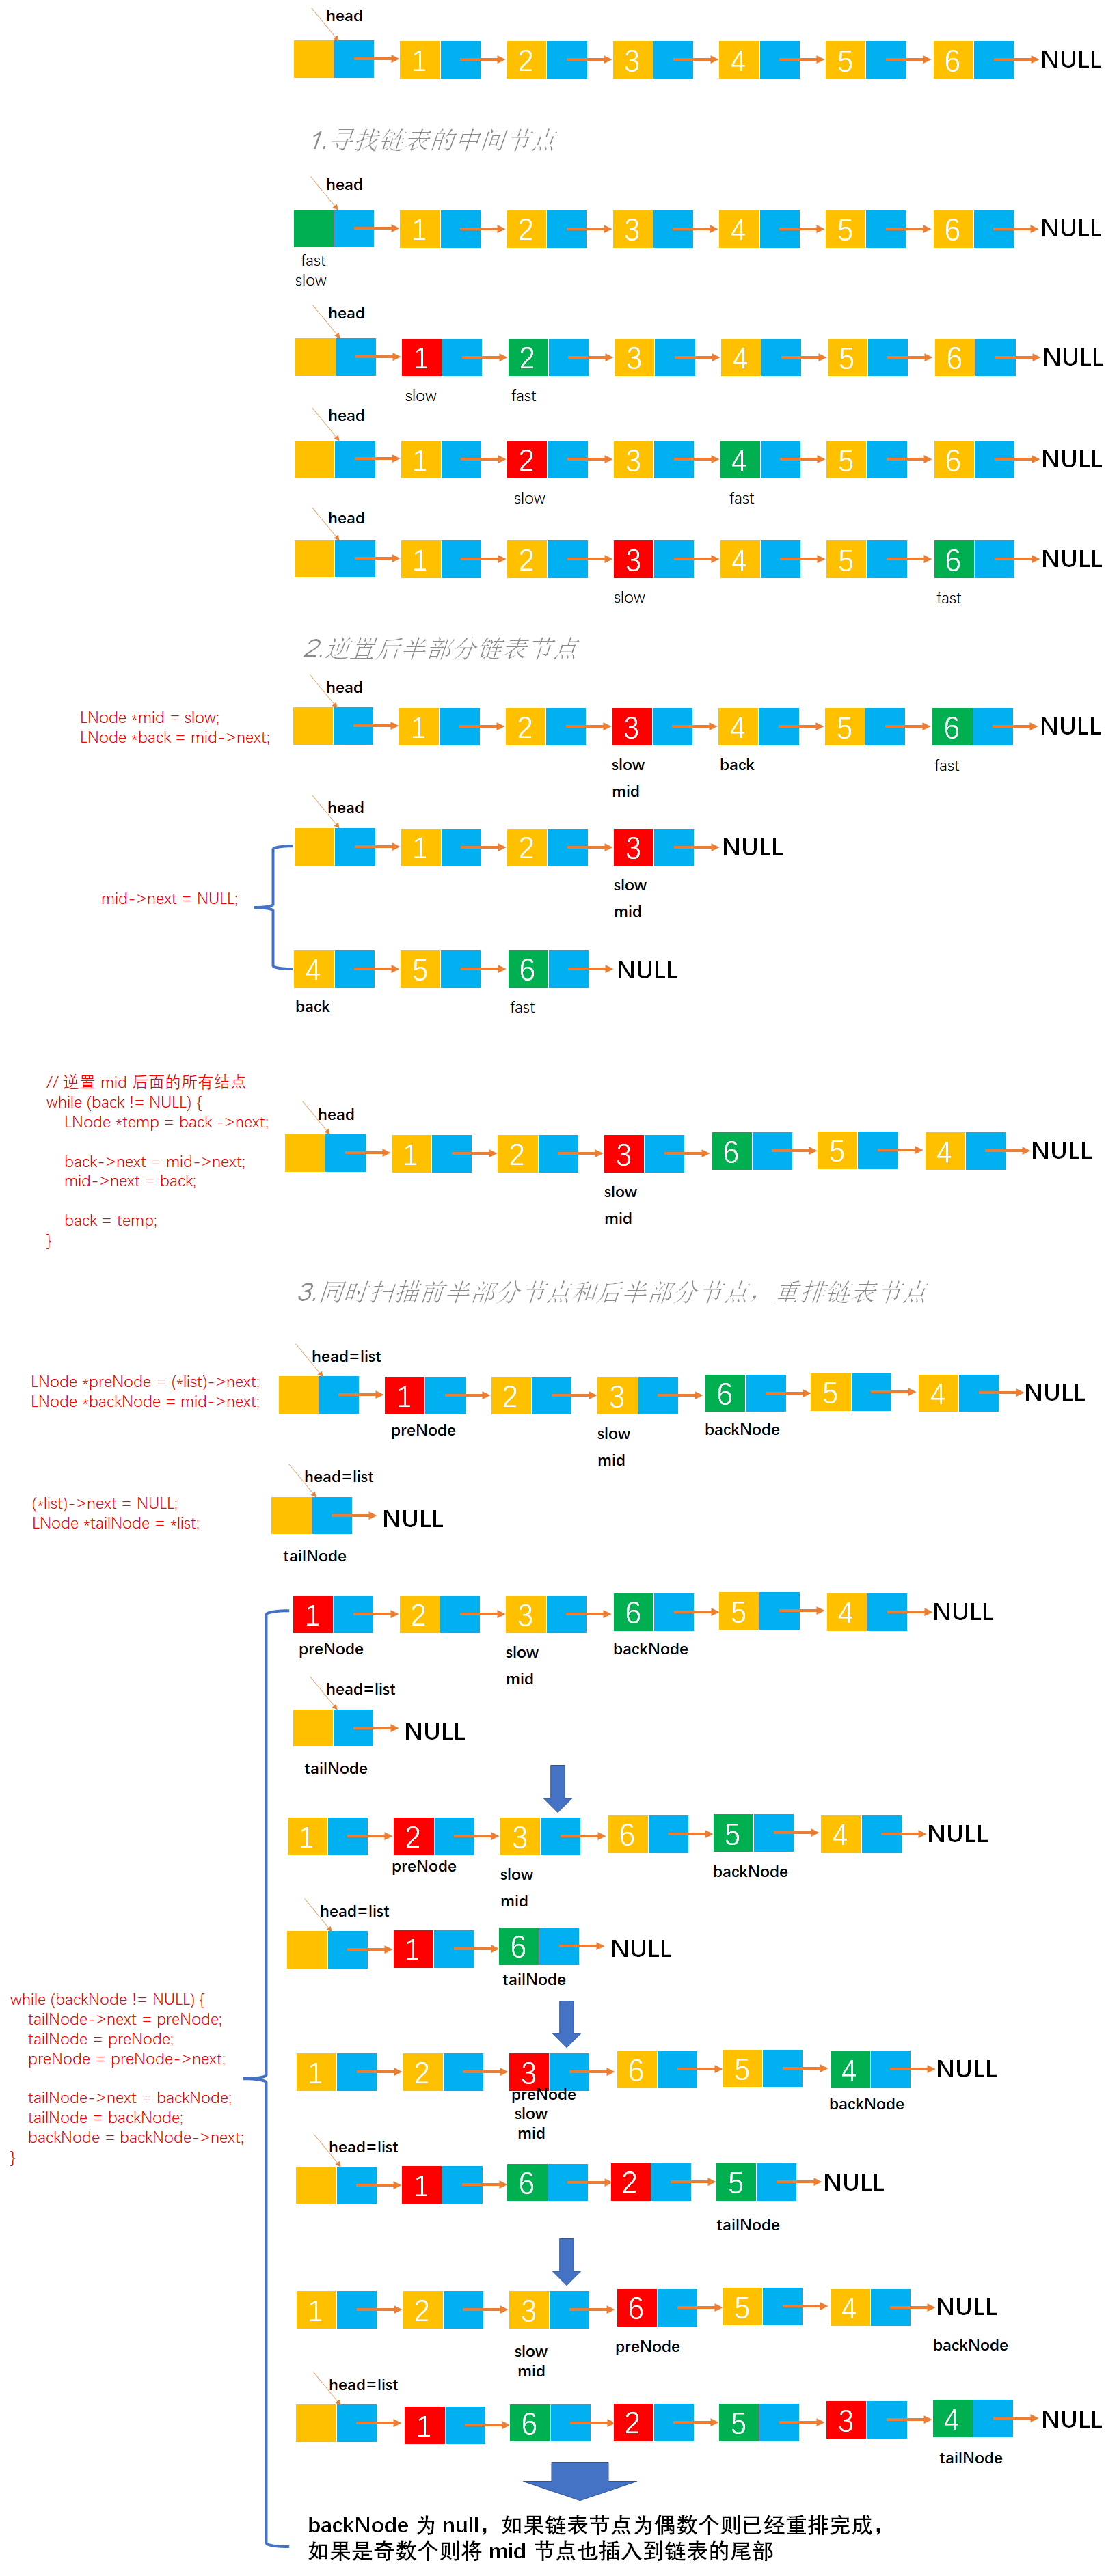 head
1 2 3 4 5 6 NULL
1.寻找链表的中间节点
head
1 2 3 4 5 6 NULL
fast
slow
head
1 2 3 4 5 6 NULL
slow fast
head
1 2 3 4 5 6 NULL
slow fast
head
1 2 3 4 5 6 NULL
slow fast
2.逆置后半部分链表节点
head
LNode *mid = slow;
LNode *back = mid->next;
1 2 3 4 5 6 NULL
slow back fast
mid
head
1 2 3 NULL
slow
mid
mid->next = NULL;
4 5 6 NULL
back fast
// 逆置 mid 后面的所有结点
while (back != NULL) {
LNode *temp = back ->next;
back->next = mid->next;
mid->next = back;
back = temp;
}
head
1 2 3 6 5 4 NULL
slow
mid
3.同时扫描前半部分节点和后半部分节点，重排链表节点
head=list
LNode *preNode = (*list)->next;
LNode *backNode = mid->next;
1 2 3 6 5 4 NULL
preNode slow backNode
mid
head=list
(*list)->next = NULL;
LNode *tailNode = *list;
NULL
tailNode
1 2 3 6 5 4 NULL
preNode slow backNode
mid
head=list
NULL
tailNode
1 2 3 6 5 4 NULL
preNode slow backNode
mid
head=list
1 6 NULL
tailNode
while (backNode != NULL) {
tailNode->next = preNode;
tailNode = preNode;
preNode = preNode->next;
tailNode->next = backNode;
tailNode = backNode;
backNode = backNode->next;
}
1 2 3 6 5 4 NULL
preNode backNode
slow
mid
head=list
1 6 2 5 NULL
tailNode
1 2 3 6 5 4 NULL
slow preNode backNode
mid
head=list
1 6 2 5 3 4 NULL
tailNode
backNode 为 null，如果链表节点为偶数个则已经重排完成，
如果是奇数个则将 mid 节点也插入到链表的尾部